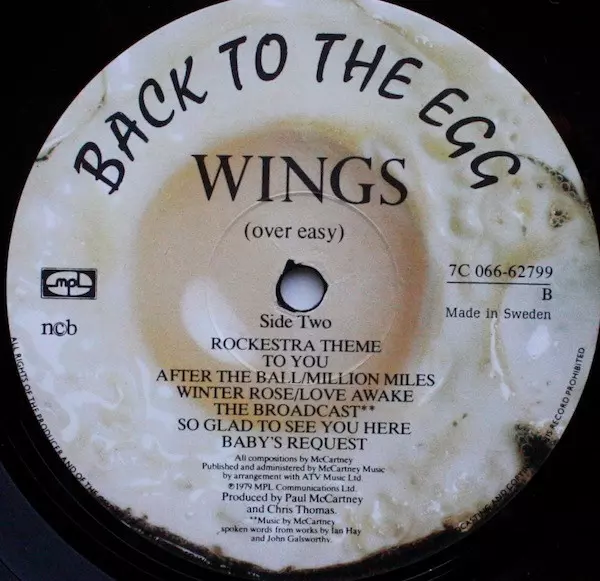 BACK TO THE EGG
WINGS
(over easy)
7C 066-62799
B
Made in Sweden
mpl
ncb
Side Two
ROCKESTRA THEME
TO YOU
AFTER THE BALL/MILLION MILES
WINTER ROSE/LOVE AWAKE
THE BROADCAST**
SO GLAD TO SEE YOU HERE
BABY'S REQUEST
All compositions by McCartney
Published and administered by McCartney Music
by arrangement with ATV Music Ltd.
℗1979 MPL Communications Ltd.
Produced by Paul McCartney
and Chris Thomas.
**Music by McCartney
spoken words from works by Ian Hay
and John Galsworthy.
ALL RIGHTS OF THE PRODUCER AND OF THE
RECORD PROHIBITED